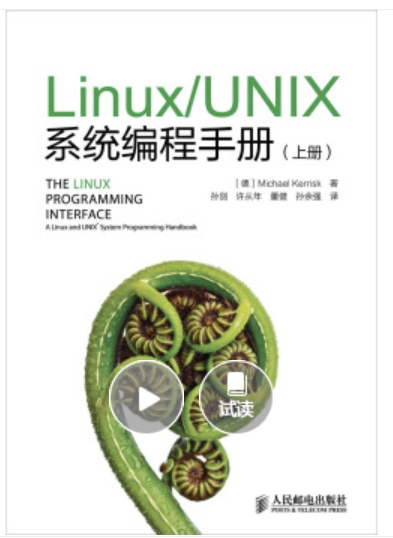 Linux/UNIX
系统编程手册（上册）
THE LINUX
PROGRAMMING
INTERFACE
A Linux and UNIX® System Programming Handbook
［德］Michael Kerrisk 著
孙剑 许从年 董健 孙余强 译
试读
人民邮电出版社
POSTS & TELECOM PRESS